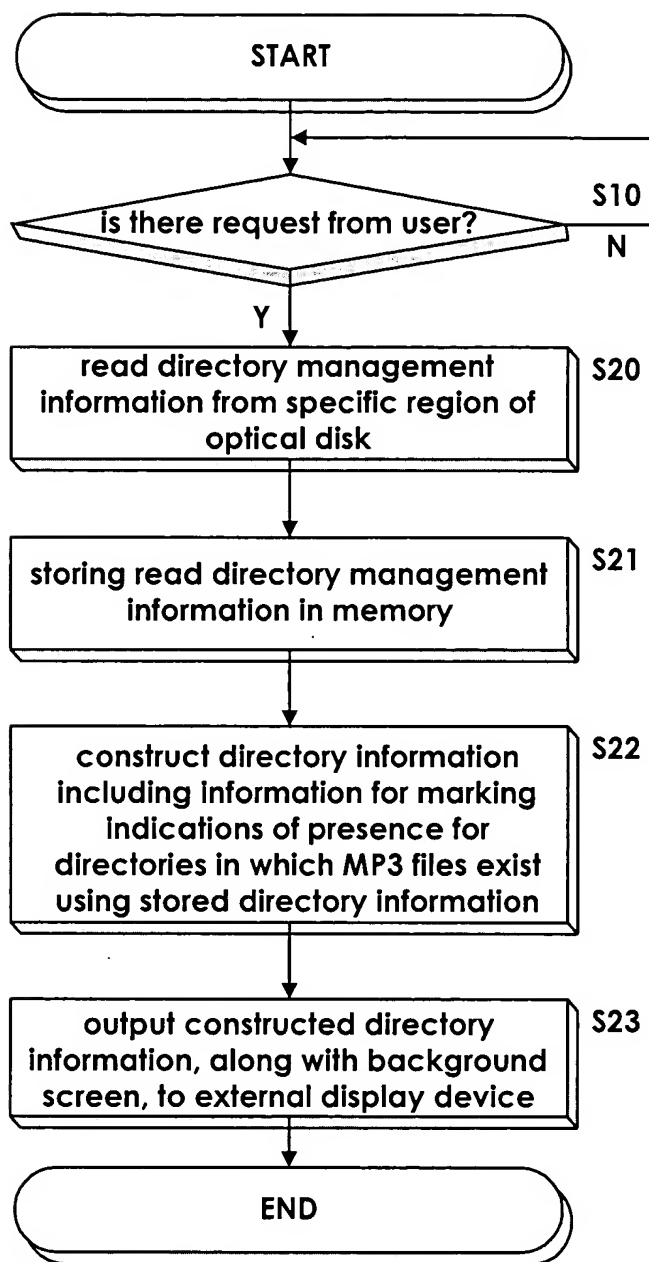 START
S10
is there request from user?
N
Y
read directory management
information from specific region of
optical disk
S20
storing read directory management
information in memory
S21
construct directory information
including information for marking
indications of presence for
directories in which MP3 files exist
using stored directory information
S22
output constructed directory
information, along with background
screen, to external display device
S23
END